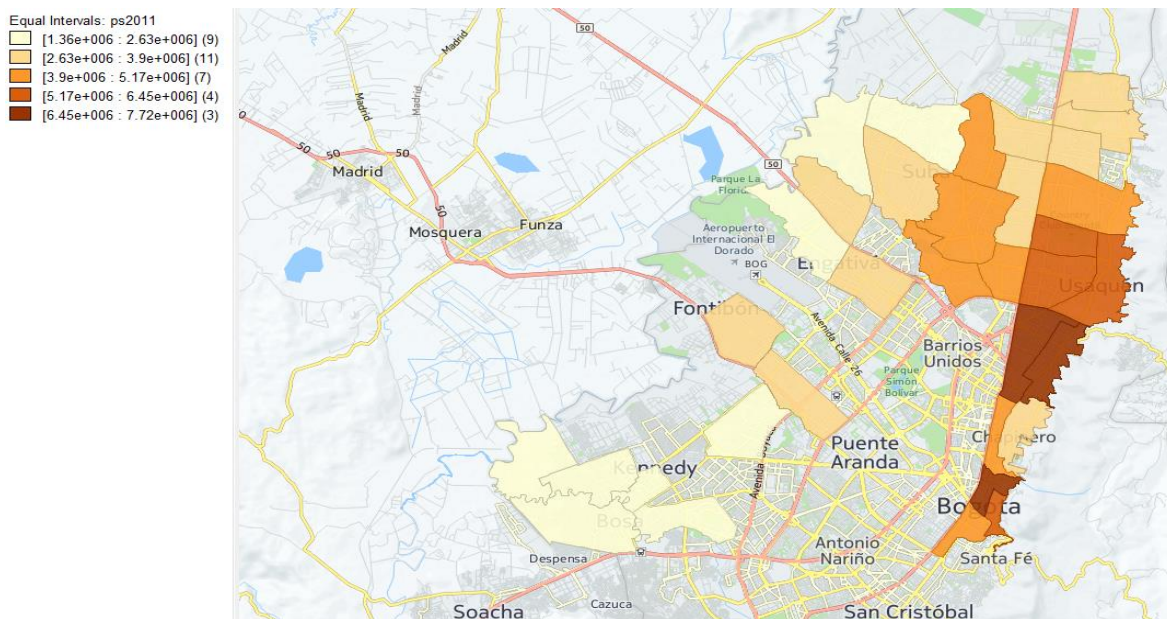 Equal Intervals: ps2011
[1.36e+006 : 2.63e+006] (9)
[2.63e+006 : 3.9e+006] (11)
[3.9e+006 : 5.17e+006] (7)
[5.17e+006 : 6.45e+006] (4)
[6.45e+006 : 7.72e+006] (3)
50
Madrid
Madrid
Madrid
Madrid
50
50
50
50
Madrid
Mosquera
Funza
Parque La
Aeropuerto
Internacional El
Dorado
BOG
Engativá
Usaquén
Fontibón
Avenida Calle 26
Barrios
Unidos
Parque
Simón
Bolívar
Chapinero
Puente
Aranda
Kennedy
Avenida
Bogotá
Bosa
Antonio
Nariño
Despensa
Santa Fé
Cazuca
Soacha
San Cristóbal